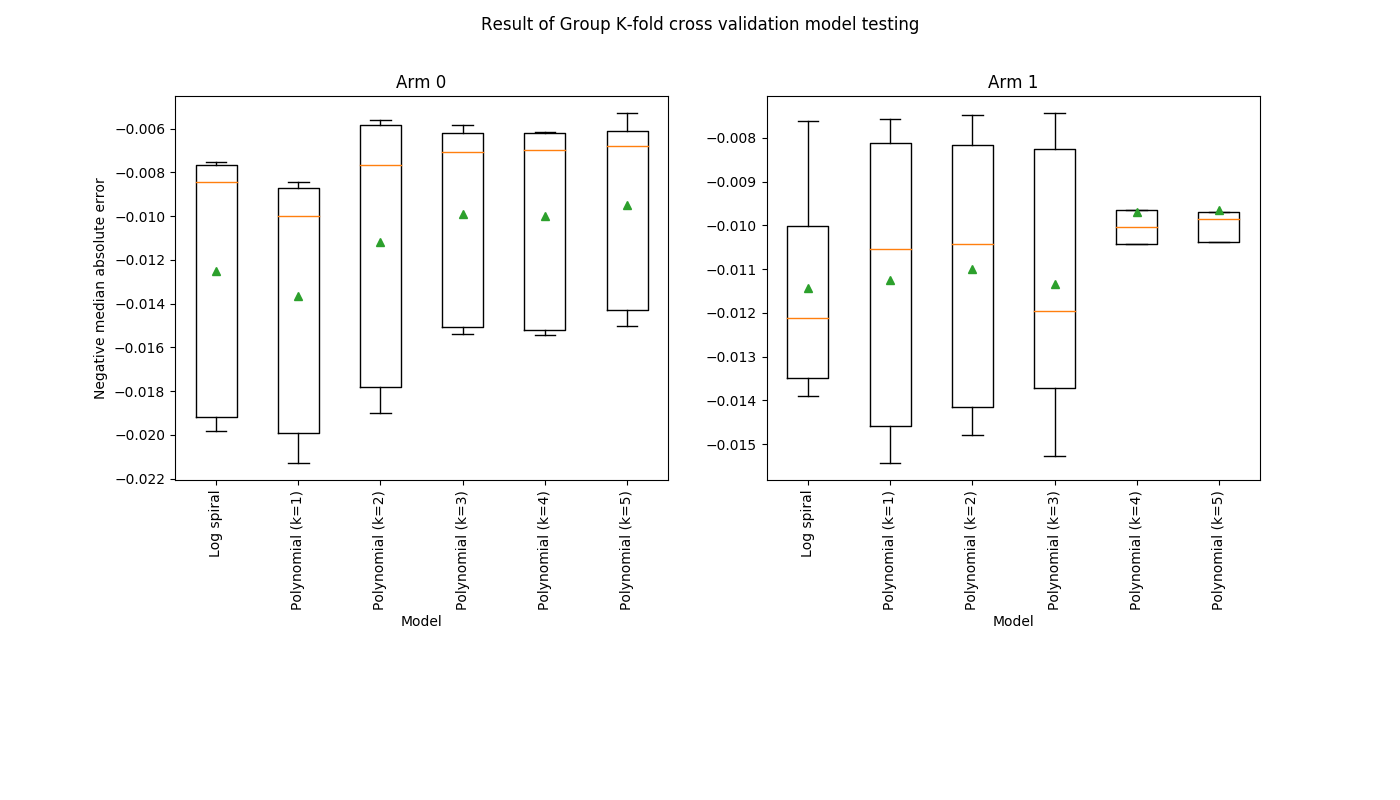 Result of Group K-fold cross validation model testing
Arm 0
Negative median absolute error
−0.006
−0.008
−0.010
−0.012
−0.014
−0.016
−0.018
−0.020
−0.022
Log spiral
Polynomial (k=1)
Polynomial (k=2)
Polynomial (k=3)
Polynomial (k=4)
Polynomial (k=5)
Model
Arm 1
−0.008
−0.009
−0.010
−0.011
−0.012
−0.013
−0.014
−0.015
Log spiral
Polynomial (k=1)
Polynomial (k=2)
Polynomial (k=3)
Polynomial (k=4)
Polynomial (k=5)
Model